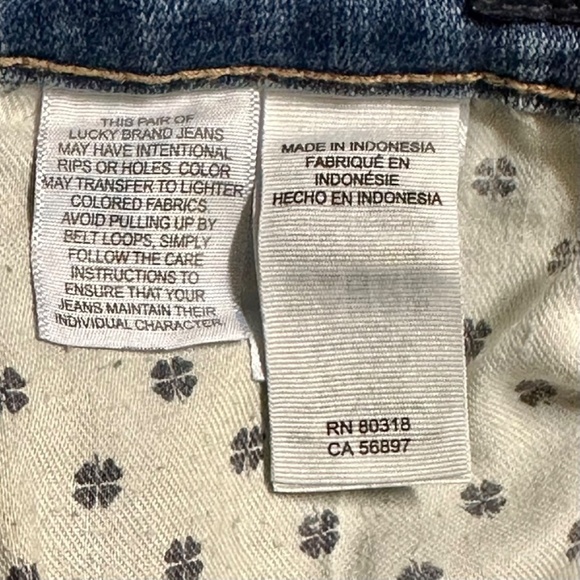 THIS PAIR OF
LUCKY BRAND JEANS
MAY HAVE INTENTIONAL
RIPS OR HOLES. COLOR
MAY TRANSFER TO LIGHTER
COLORED FABRICS
AVOID PULLING UP BY
BELT LOOPS, SIMPLY
FOLLOW THE CARE
INSTRUCTIONS TO
ENSURE THAT YOUR
JEANS MAINTAIN THEIR
INDIVIDUAL CHARACTER
MADE IN INDONESIA
FABRIQUÉ EN
INDONÉSIE
HECHO EN INDONESIA
RN 80318
CA 56897